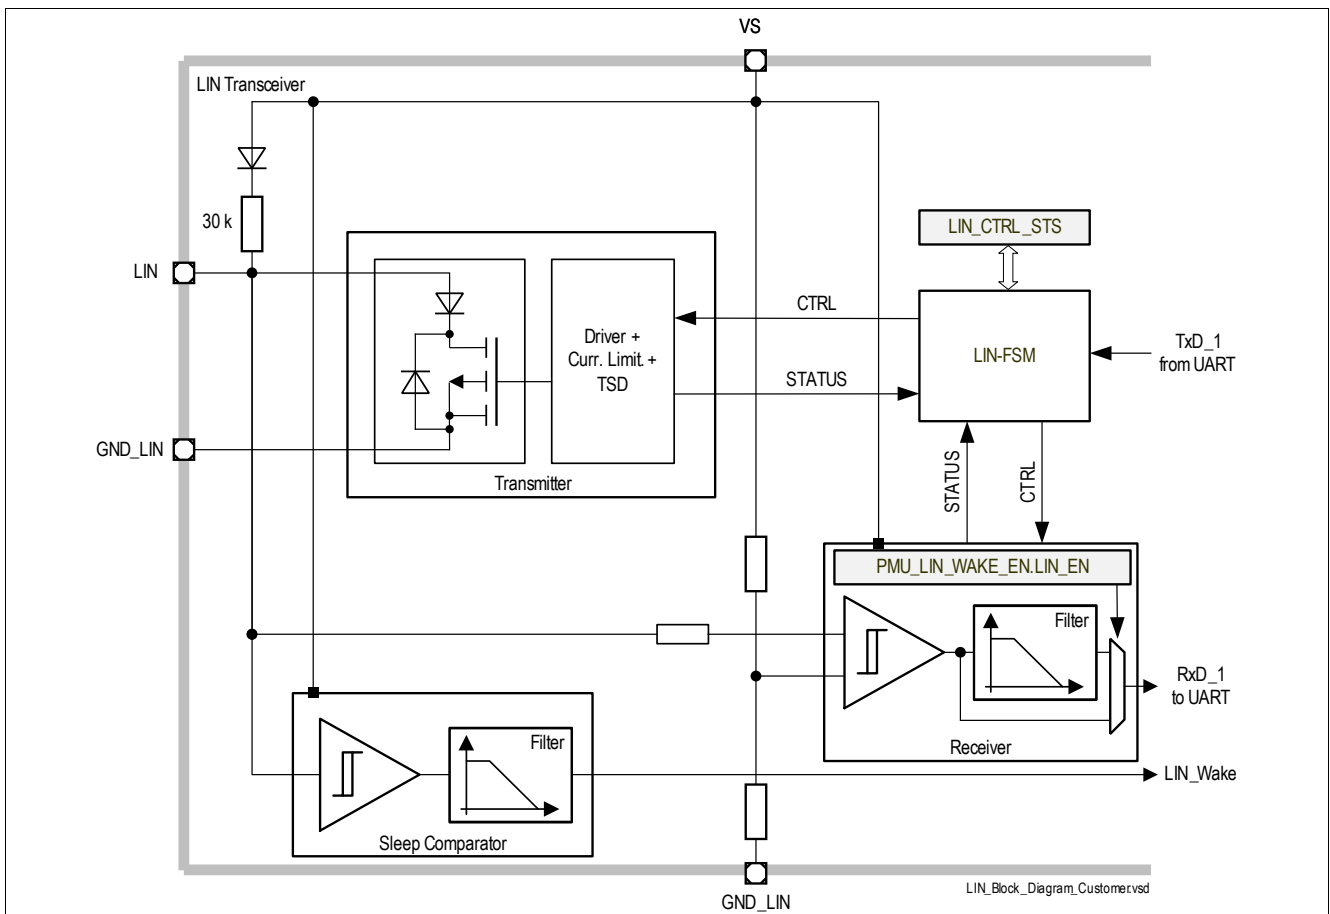 VS
LIN Transceiver
30 k
LIN
GND_LIN
Driver +
Curr. Limit. +
TSD
Transmitter
CTRL
STATUS
LIN_CTRL_STS
LIN-FSM
TxD_1
from UART
STATUS
CTRL
PMU_LIN_WAKE_EN.LIN_EN
Filter
RxD_1
to UART
Receiver
Filter
LIN_Wake
Sleep Comparator
GND_LIN
LIN_Block_Diagram_Customer.vsd